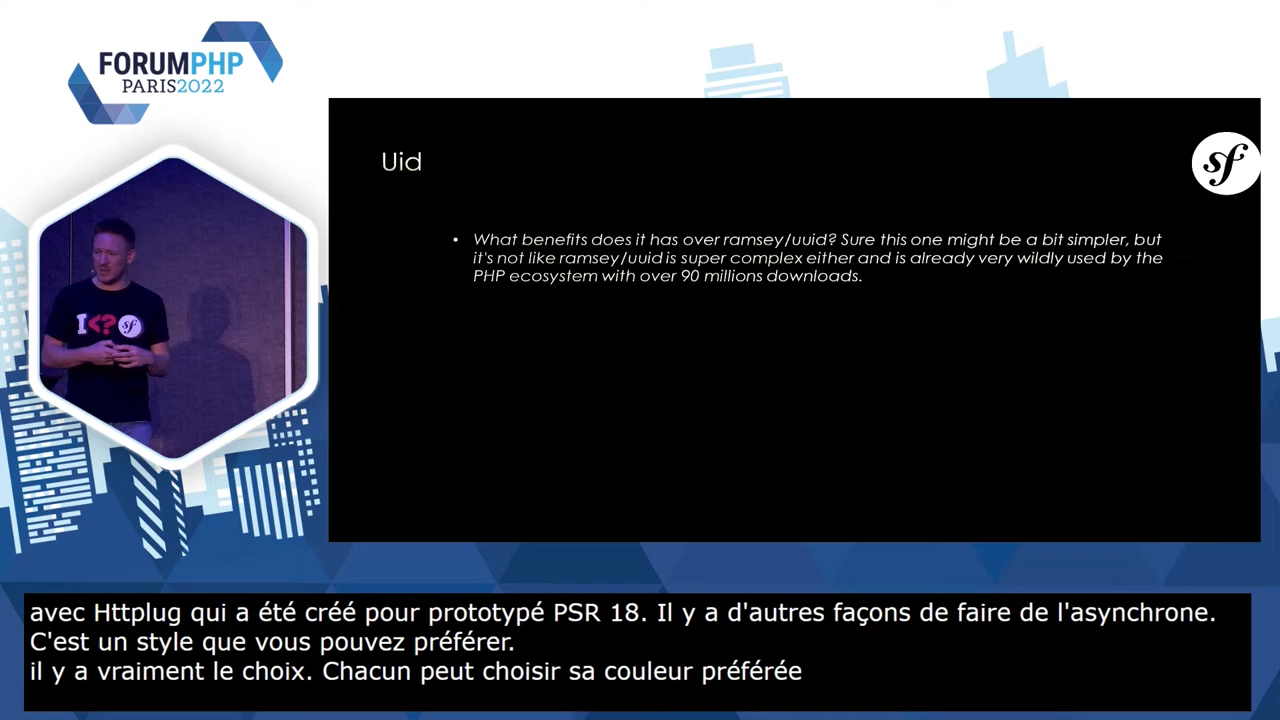 FORUMPHP
PARIS2022
Uid
sf
• What benefits does it has over ramsey/uuid? Sure this one might be a bit simpler, but
it's not like ramsey/uuid is super complex either and is already very wildly used by the
PHP ecosystem with over 90 millions downloads.
I <? sf
avec Httplug qui a été créé pour prototypé PSR 18. Il y a d'autres façons de faire de l'asynchrone.
C'est un style que vous pouvez préférer.
il y a vraiment le choix. Chacun peut choisir sa couleur préférée